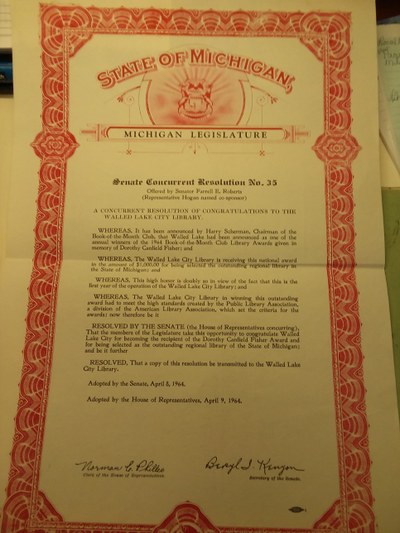 STATE OF MICHIGAN
MICHIGAN LEGISLATURE
Senate Concurrent Resolution No. 35
Offered by Senator Farrell E. Roberts
(Representative Hogan named co-sponsor)
A CONCURRENT RESOLUTION OF CONGRATULATIONS TO THE
WALLED LAKE CITY LIBRARY.
WHEREAS, It has been announced by Harry Scherman, Chairman of the
Book-of-the-Month Club, that Walled Lake had been announced as one of the
annual winners of the 1964 Book-of-the-Month Club Library Awards given in
memory of Dorothy Canfield Fisher; and
WHEREAS, The Walled Lake City Library is receiving this national award
in the amount of $1,000.00 for being selected the outstanding regional library in
the State of Michigan; and
WHEREAS, This high honor is doubly so in view of the fact that this is the
first year of the operation of the Walled Lake City Library; and
WHEREAS, The Walled Lake City Library in winning this outstanding
award had to meet the high standards created by the Public Library Association,
a division of the American Library Association, which set the criteria for the
awards; now therefore be it
RESOLVED BY THE SENATE (the House of Representatives concurring),
That the members of the Legislature take this opportunity to congratulate Walled
Lake City for becoming the recipient of the Dorothy Canfield Fisher Award and
for being selected as the outstanding regional library of the State of Michigan;
and be it further
RESOLVED, That a copy of this resolution be transmitted to the Walled Lake
City Library.
Adopted by the Senate, April 8, 1964.
Adopted by the House of Representatives, April 9, 1964.
Norman E. Philleo
Clerk of the House of Representatives.
Beryl I. Kenyon
Secretary of the Senate.